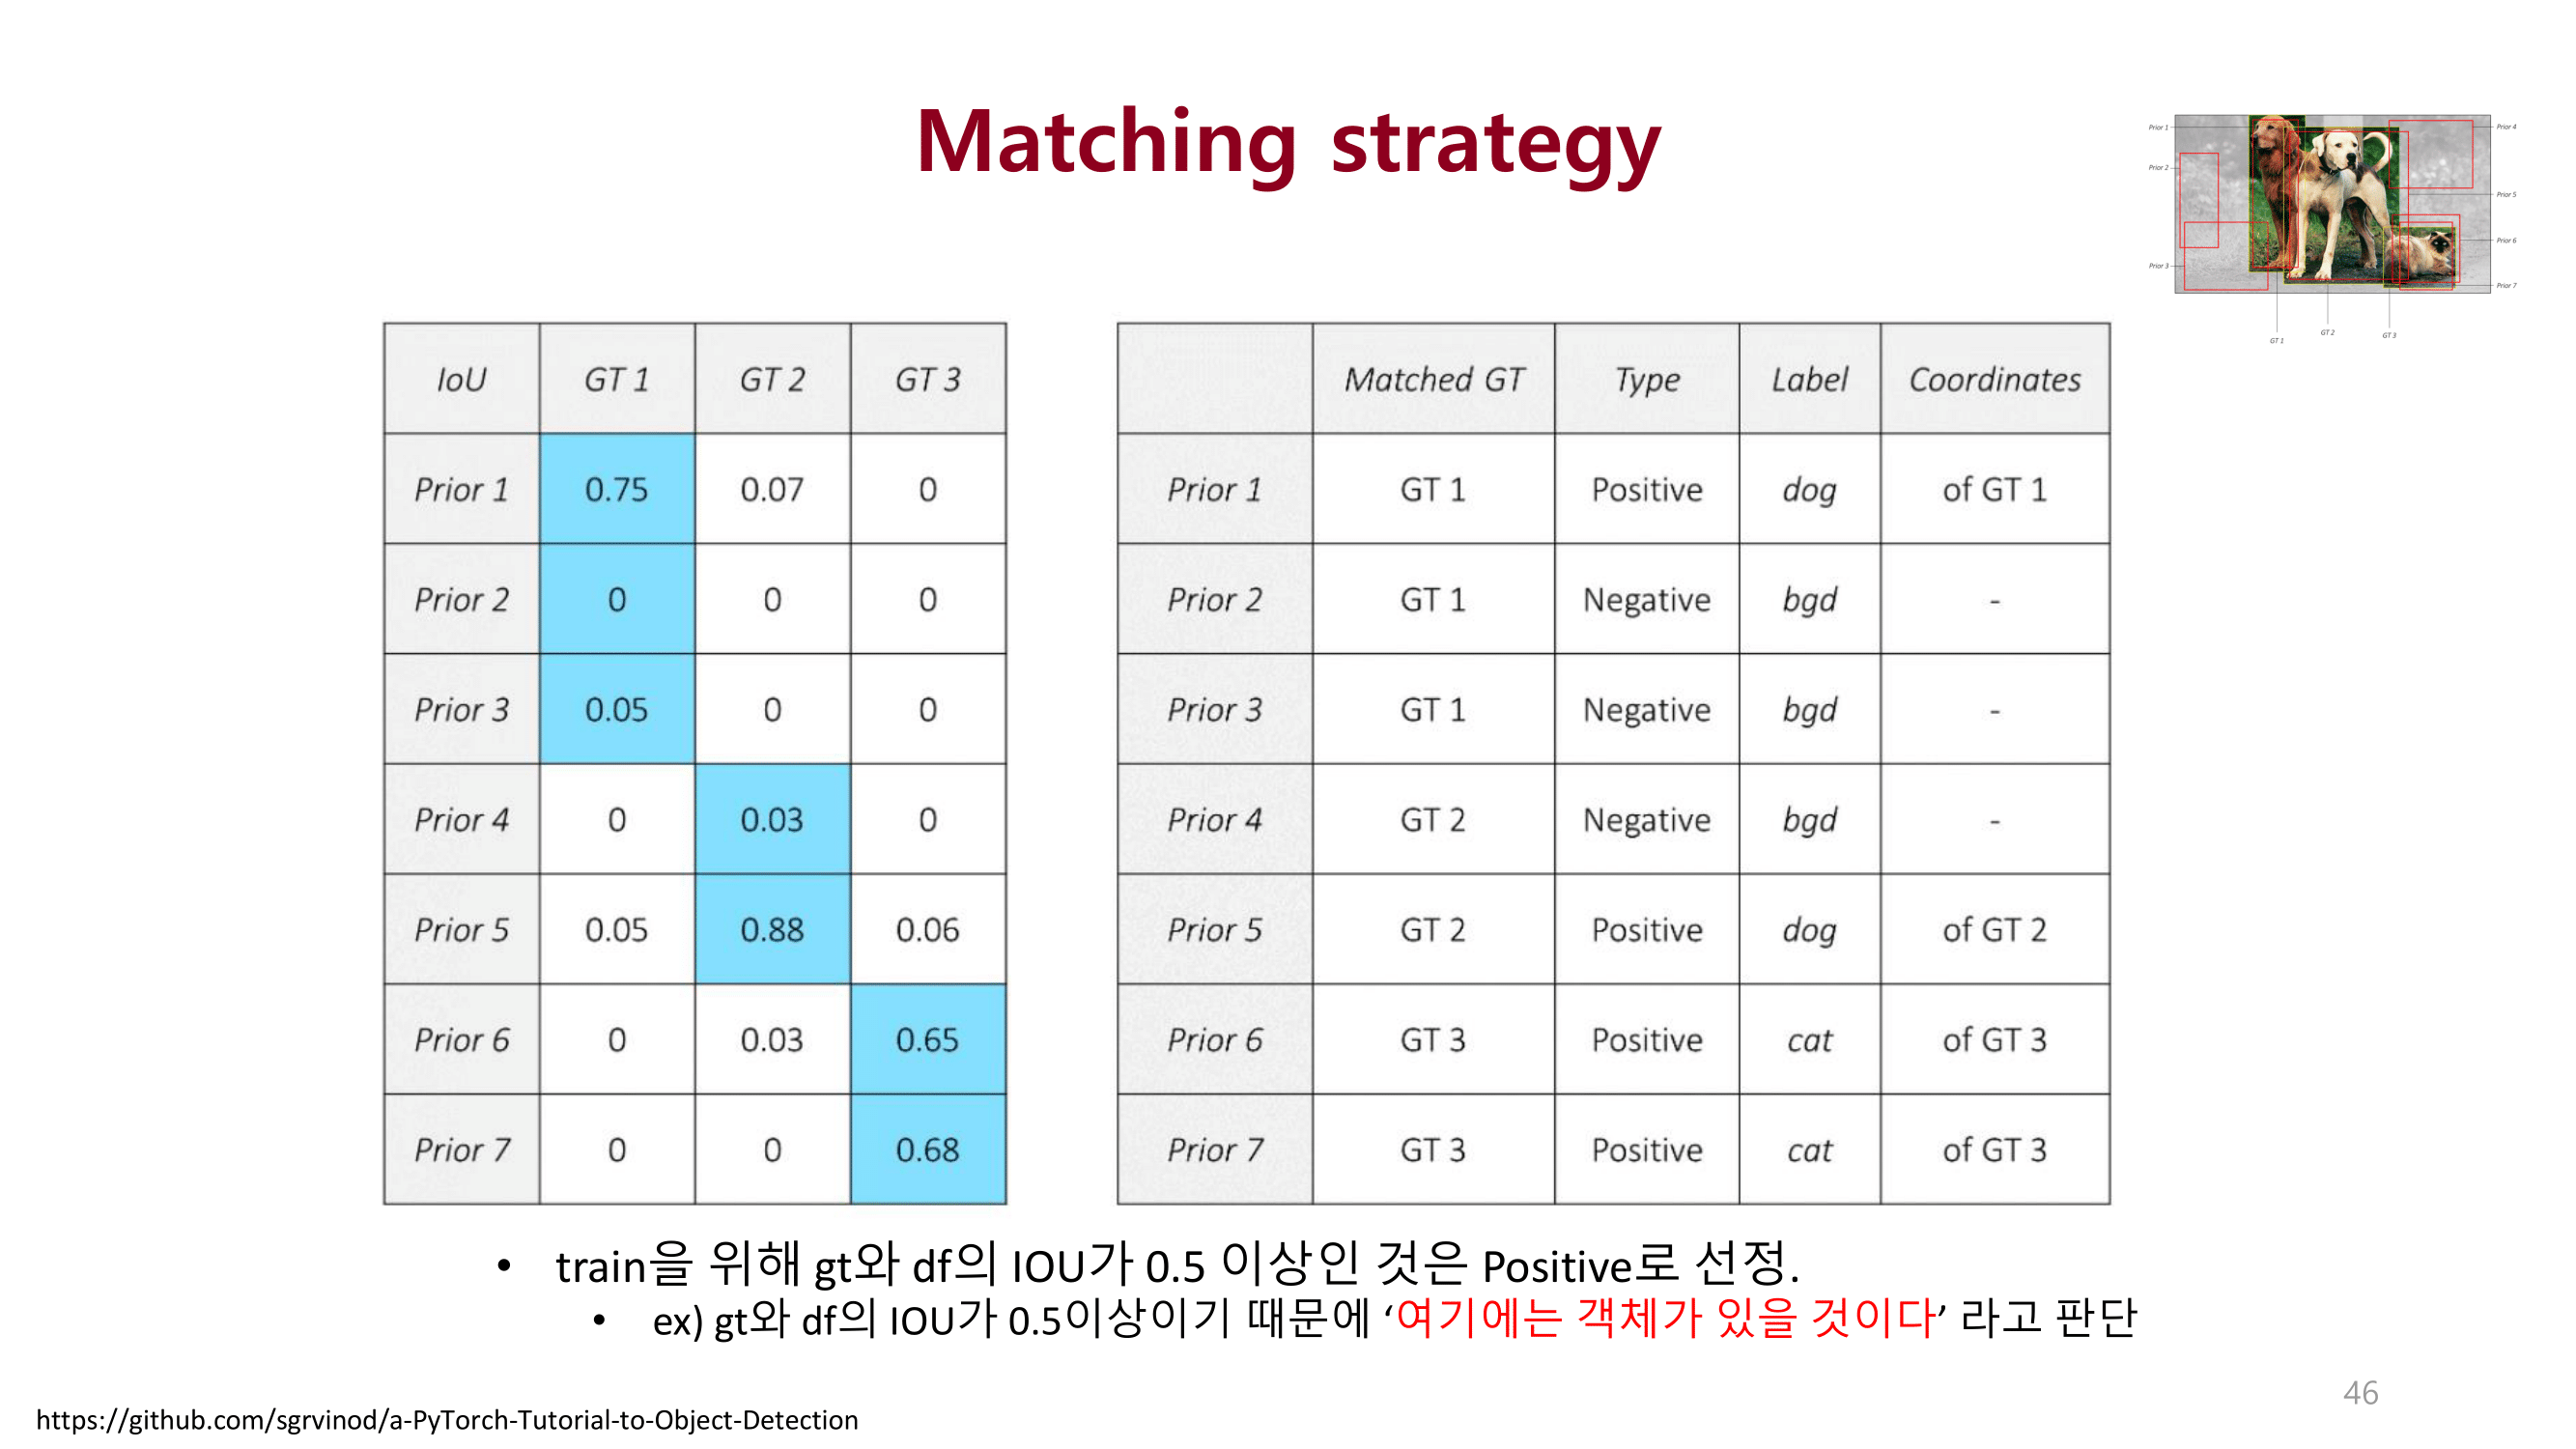 Matching strategy
Prior 1
Prior 2
Prior 3
Prior 4
Prior 5
Prior 6
Prior 7
GT 1
GT 2
GT 3
IoU GT 1 GT 2 GT 3
Prior 1 0.75 0.07 0
Prior 2 0 0 0
Prior 3 0.05 0 0
Prior 4 0 0.03 0
Prior 5 0.05 0.88 0.06
Prior 6 0 0.03 0.65
Prior 7 0 0 0.68
Matched GT Type Label Coordinates
Prior 1 GT 1 Positive dog of GT 1
Prior 2 GT 1 Negative bgd -
Prior 3 GT 1 Negative bgd -
Prior 4 GT 2 Negative bgd -
Prior 5 GT 2 Positive dog of GT 2
Prior 6 GT 3 Positive cat of GT 3
Prior 7 GT 3 Positive cat of GT 3
• train을 위해 gt와 df의 IOU가 0.5 이상인 것은 Positive로 선정.
• ex) gt와 df의 IOU가 0.5이상이기 때문에 ‘여기에는 객체가 있을 것이다’ 라고 판단
46
https://github.com/sgrvinod/a-PyTorch-Tutorial-to-Object-Detection